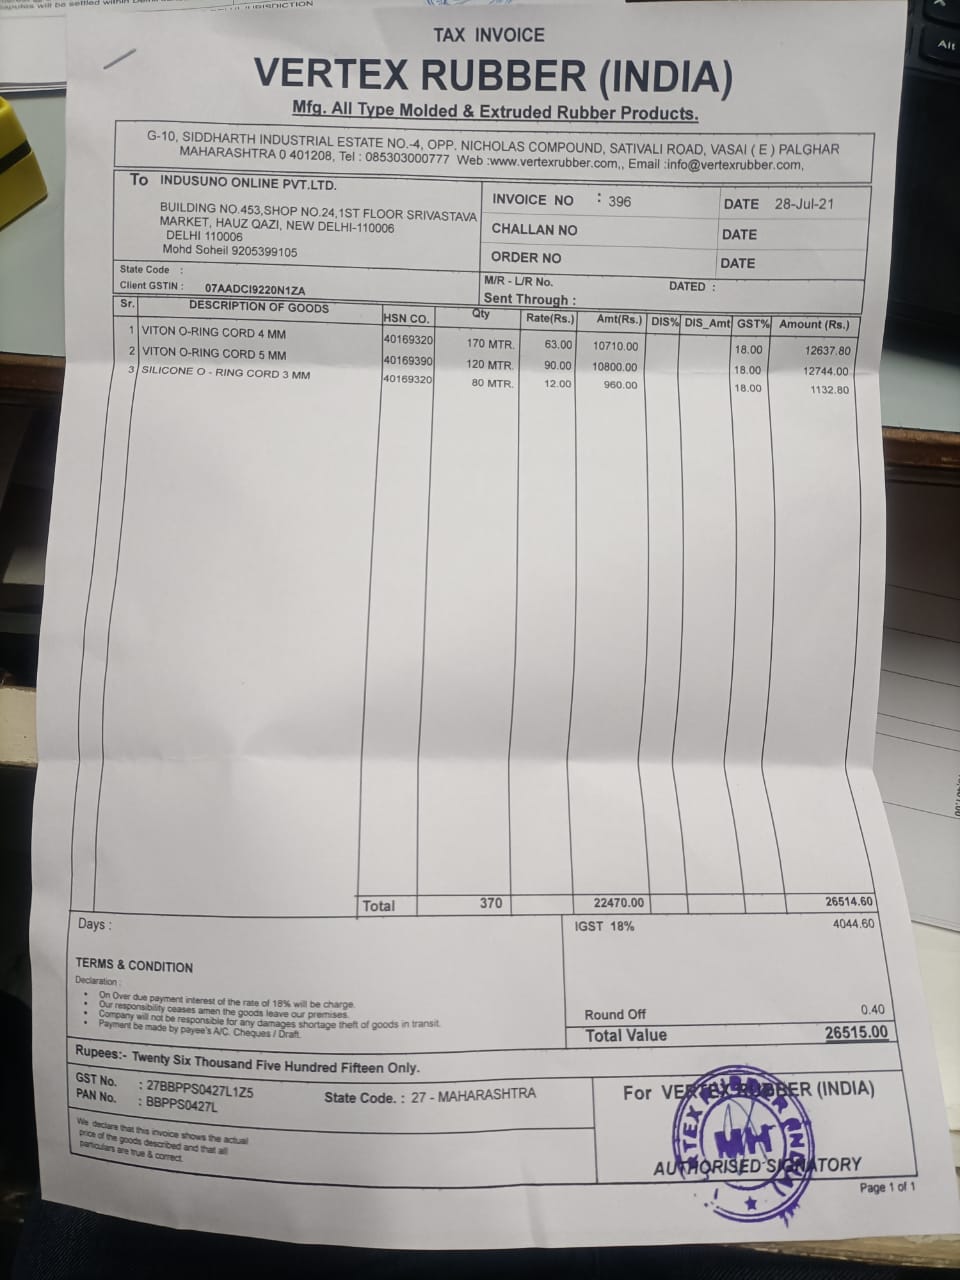 TAX INVOICE
VERTEX RUBBER (INDIA)
Mfg. All Type Molded & Extruded Rubber Products.
G-10, SIDDHARTH INDUSTRIAL ESTATE NO.-4, OPP. NICHOLAS COMPOUND, SATIVALI ROAD, VASAI ( E ) PALGHAR
MAHARASHTRA 0 401208, Tel : 085303000777 Web :www.vertexrubber.com,, Email :info@vertexrubber.com,
To INDUSUNO ONLINE PVT.LTD.
BUILDING NO.453,SHOP NO.24,1ST FLOOR SRIVASTAVA
MARKET, HAUZ QAZI, NEW DELHI-110006
DELHI 110006
Mohd Soheil 9205399105
State Code :
Client GSTIN : 07AADCI9220N1ZA
INVOICE NO : 396 DATE 28-Jul-21
CHALLAN NO DATE
ORDER NO DATE
M/R - L/R No. DATED :
Sent Through :
Sr. DESCRIPTION OF GOODS HSN CO. Qty Rate(Rs.) Amt(Rs.) DIS% DIS_Amt GST% Amount (Rs.)
1 VITON O-RING CORD 4 MM 40169320 170 MTR. 63.00 10710.00 18.00 12637.80
2 VITON O-RING CORD 5 MM 40169390 120 MTR. 90.00 10800.00 18.00 12744.00
3 SILICONE O - RING CORD 3 MM 40169320 80 MTR. 12.00 960.00 18.00 1132.80
Total 370 22470.00 26514.60
Days :
IGST 18% 4044.60
TERMS & CONDITION
Declaration :
• On Over due payment interest of the rate of 18% will be charge.
• Our responsibility ceases amen the goods leave our premises.
• Company will not be responsible for any damages shortage theft of goods in transit.
• Payment be made by payee's A/C. Cheques / Draft.
Round Off 0.40
Total Value 26515.00
Rupees:- Twenty Six Thousand Five Hundred Fifteen Only.
GST No. : 27BBPPS0427L1Z5
PAN No. : BBPPS0427L
State Code. : 27 - MAHARASHTRA
We declare that this invoice shows the actual
price of the goods described and that all
particulars are true & correct.
For VERTEX RUBBER (INDIA)
MH
AUTHORISED SIGNATORY
Page 1 of 1
Alt